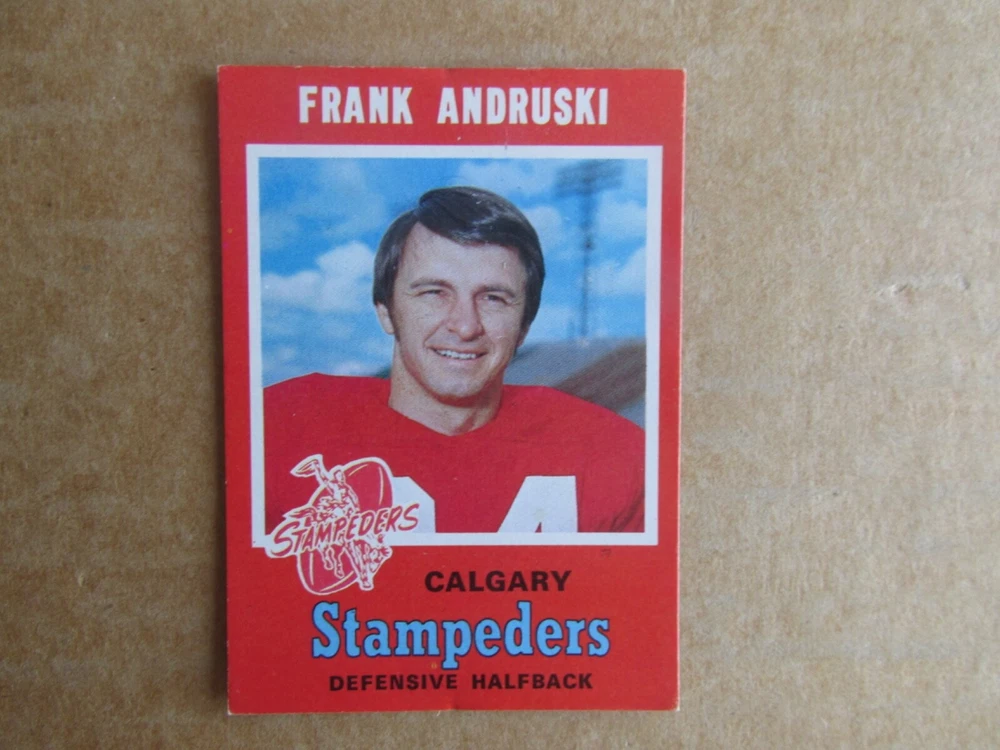 FRANK ANDRUSKI
STAMPEDERS
CALGARY
Stampeders
DEFENSIVE HALFBACK